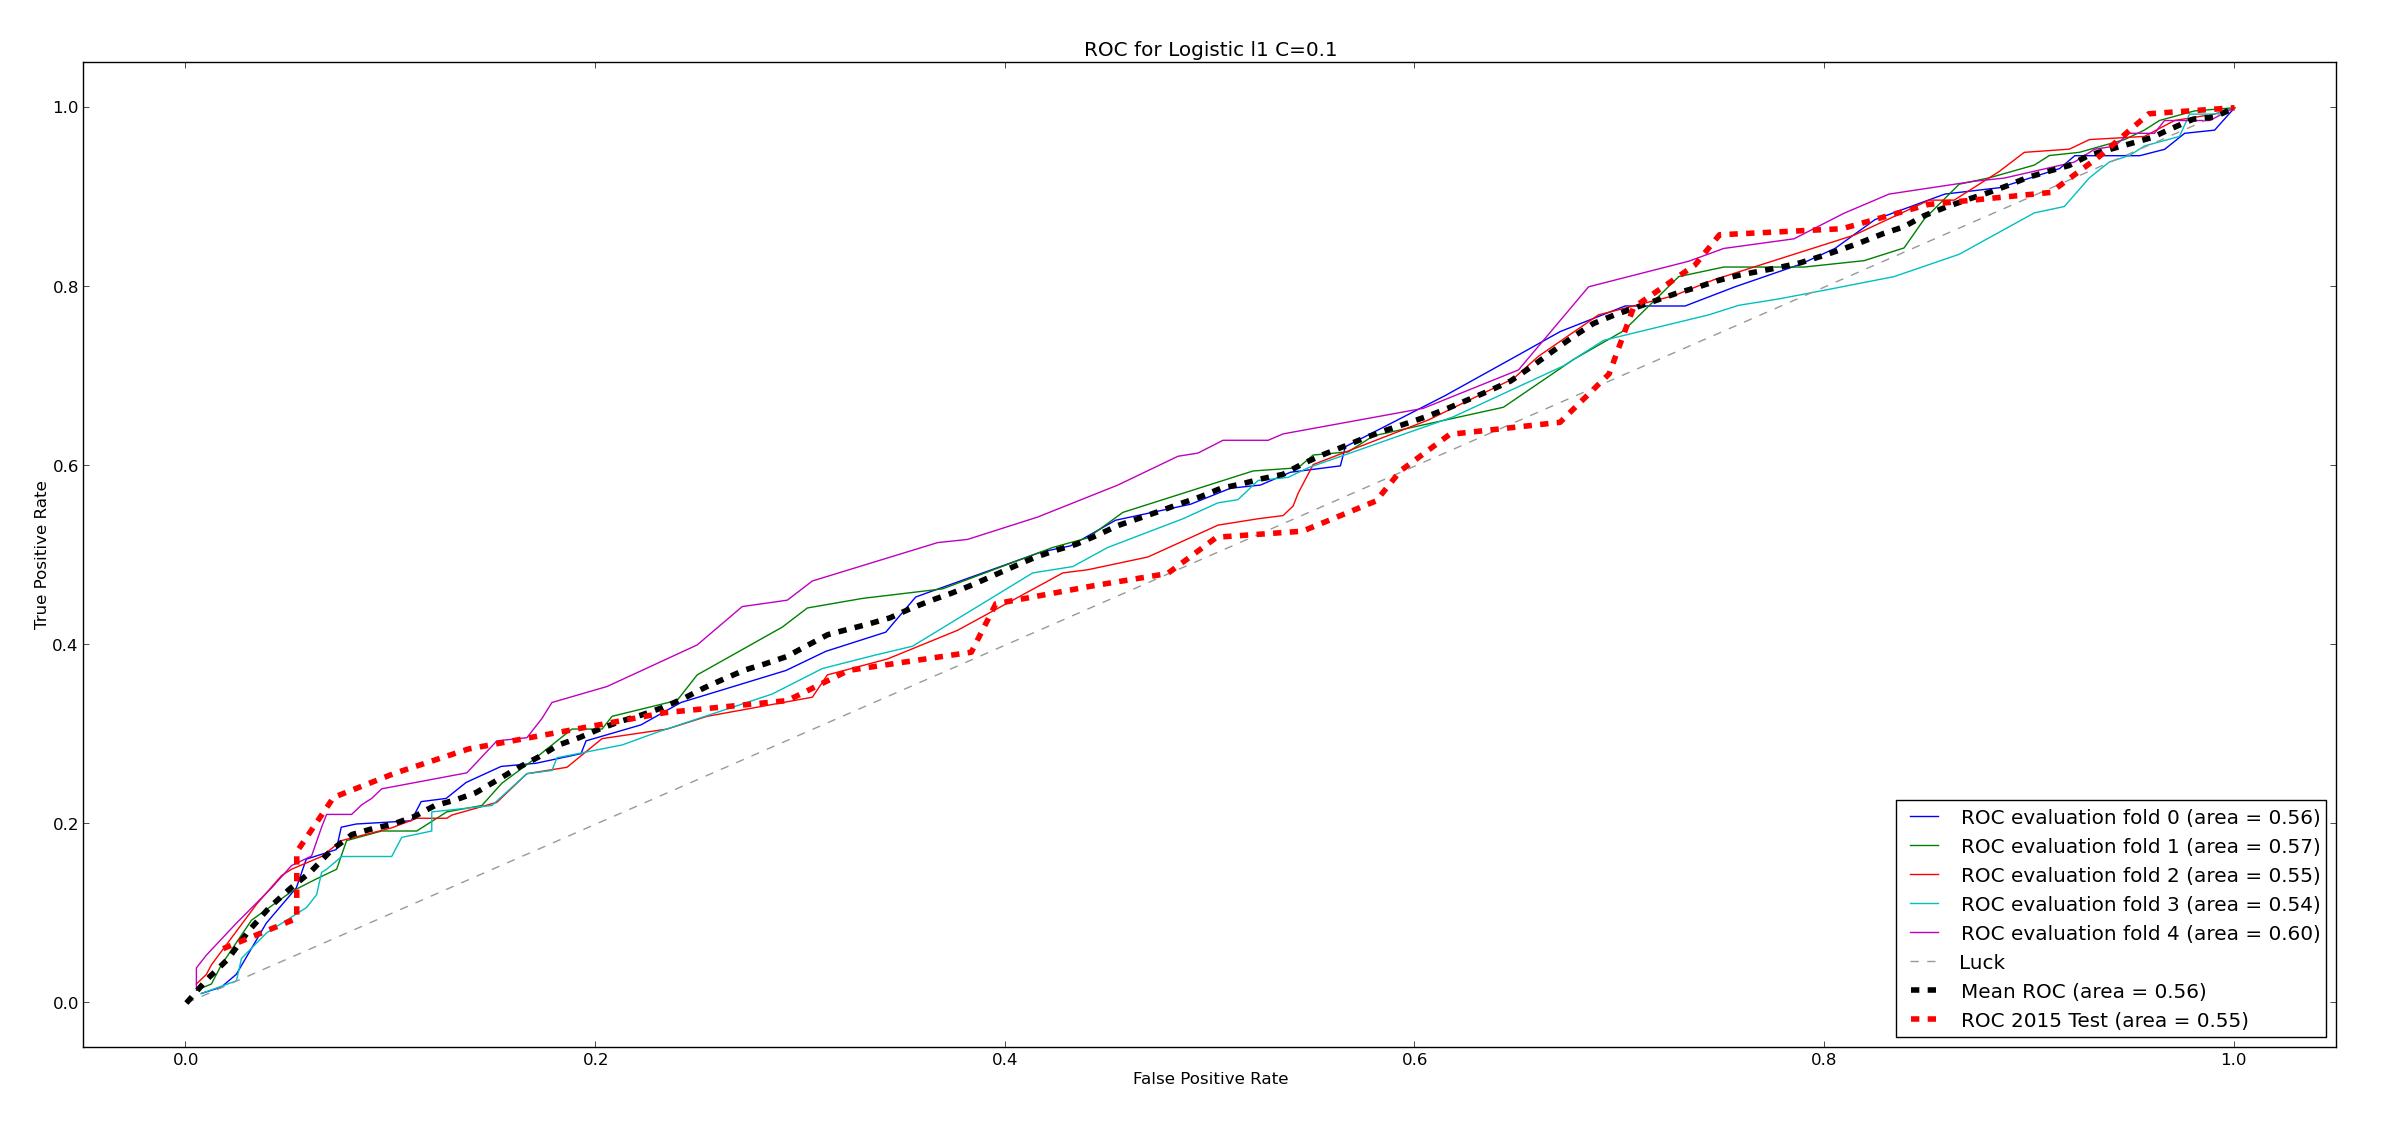 ROC for Logistic l1 C=0.1
1.0
0.8
0.6
0.4
0.2
0.0
True Positive Rate
0.0
0.2
0.4
0.6
0.8
1.0
False Positive Rate
ROC evaluation fold 0 (area = 0.56)
ROC evaluation fold 1 (area = 0.57)
ROC evaluation fold 2 (area = 0.55)
ROC evaluation fold 3 (area = 0.54)
ROC evaluation fold 4 (area = 0.60)
Luck
Mean ROC (area = 0.56)
ROC 2015 Test (area = 0.55)